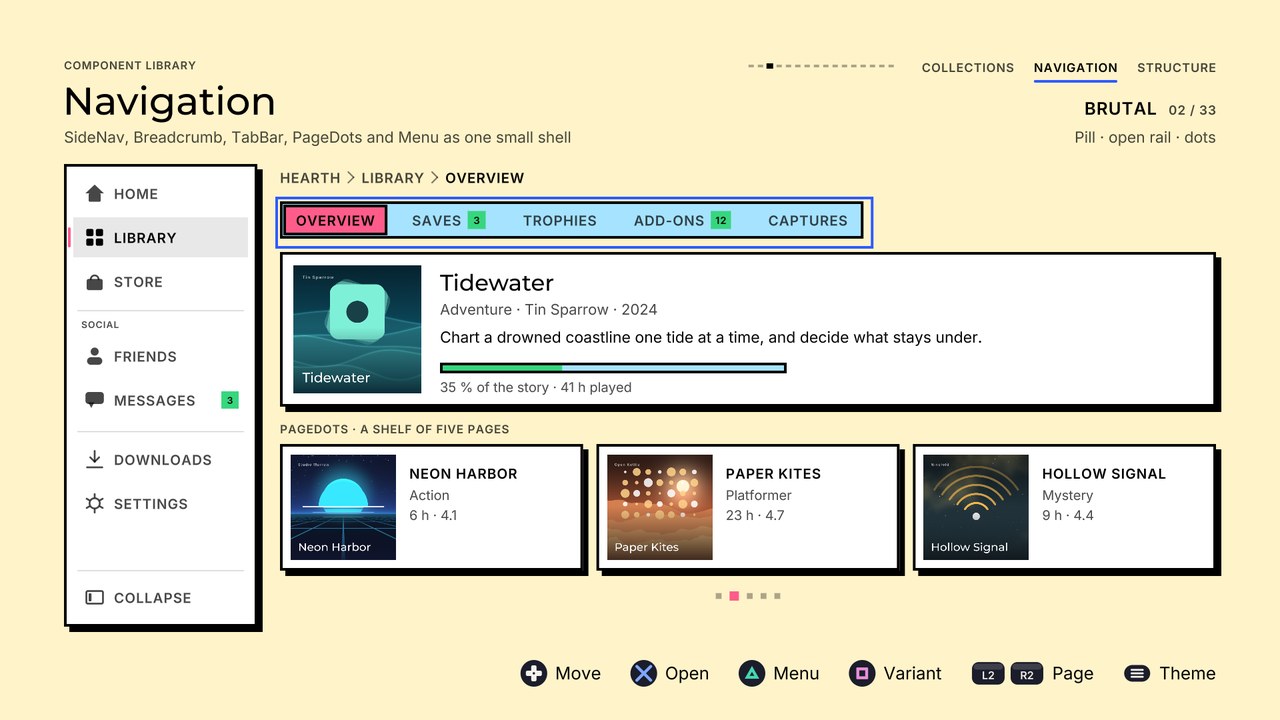 COMPONENT LIBRARY
Navigation
SideNav, Breadcrumb, TabBar, PageDots and Menu as one small shell
COLLECTIONS NAVIGATION STRUCTURE
BRUTAL 02 / 33
Pill · open rail · dots
HOME
LIBRARY
STORE
SOCIAL
FRIENDS
MESSAGES 3
DOWNLOADS
SETTINGS
COLLAPSE
HEARTH > LIBRARY > OVERVIEW
OVERVIEW SAVES 3 TROPHIES ADD-ONS 12 CAPTURES
Tin Sparrow
Tidewater
Tidewater
Adventure · Tin Sparrow · 2024
Chart a drowned coastline one tide at a time, and decide what stays under.
35 % of the story · 41 h played
PAGEDOTS · A SHELF OF FIVE PAGES
Neon Harbor
NEON HARBOR
Action
6 h · 4.1
Paper Kites
PAPER KITES
Platformer
23 h · 4.7
Hollow Signal
HOLLOW SIGNAL
Mystery
9 h · 4.4
Move Open Menu Variant L2 R2 Page Theme